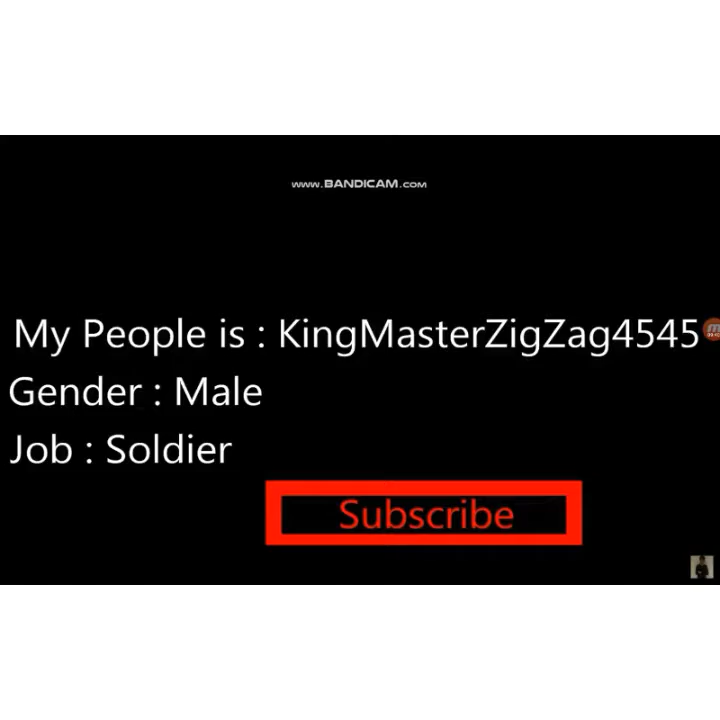 www.BANDICAM.com
My People is : KingMasterZigZag4545
Gender : Male
Job : Soldier
Subscribe